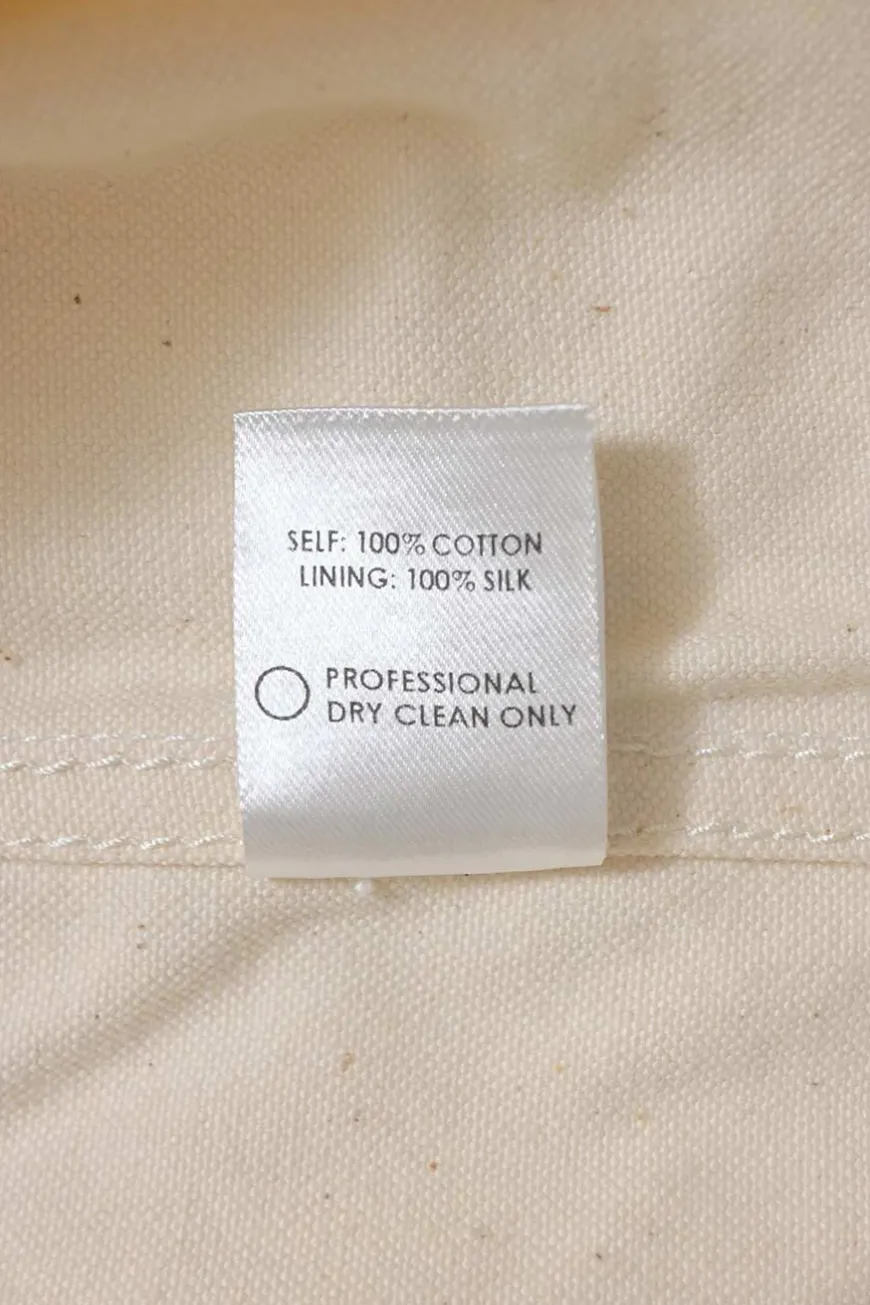 SELF: 100% COTTON
LINING: 100% SILK
PROFESSIONAL
DRY CLEAN ONLY